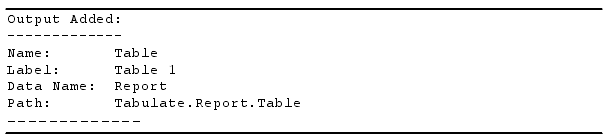 Output Added:
-------------
Name:       Table
Label:      Table 1
Data Name:  Report
Path:       Tabulate.Report.Table
-------------